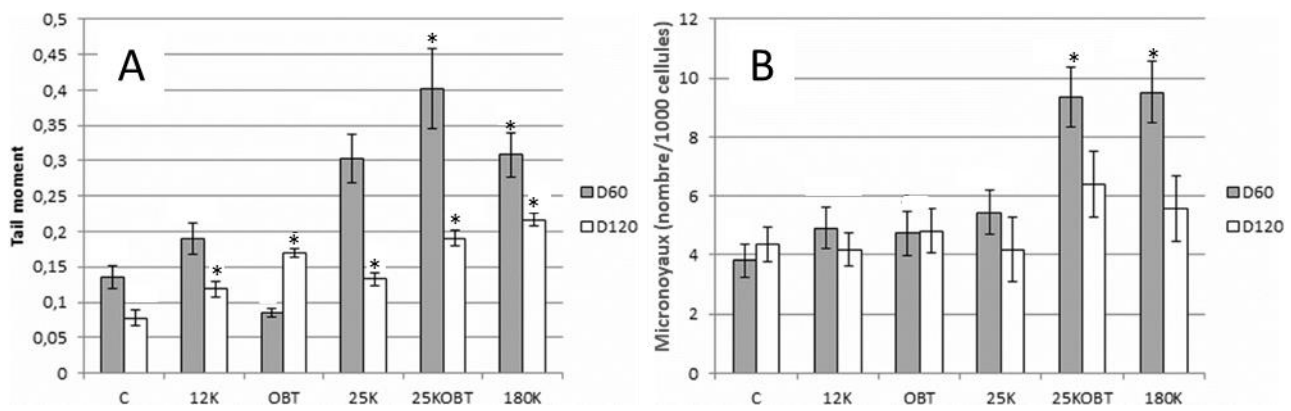 A
Tail moment
0,5
0,45
0,4
0,35
0,3
0,25
0,2
0,15
0,1
0,05
0
C 12K OBT 25K 25KOBT 180K
* * * * * * *
D60
D120
B
Micronoyaux (nombre/1000 cellules)
12
10
8
6
4
2
0
C 12K OBT 25K 25KOBT 180K
* *
D60
D120